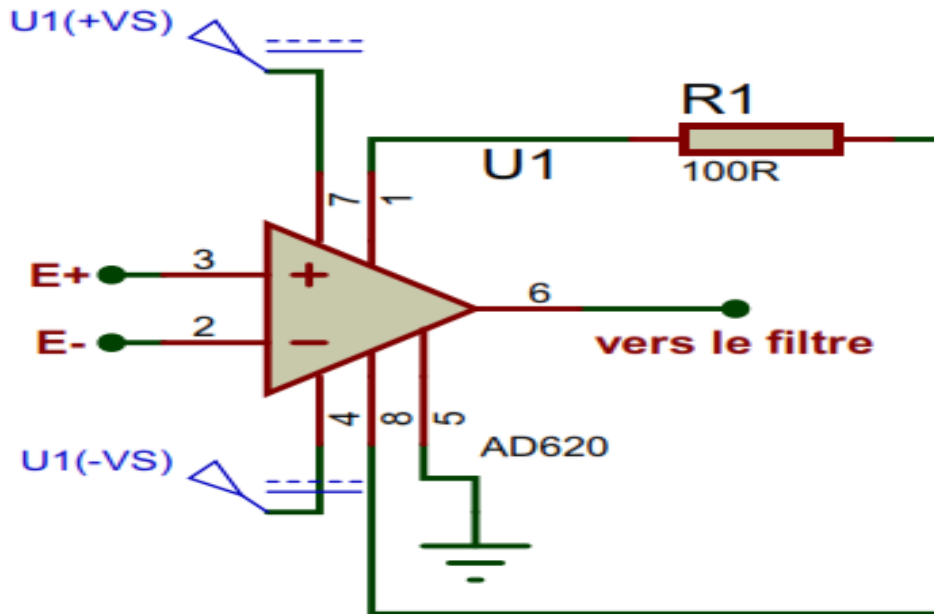 U1(+VS)
R1
100R
U1
7
1
E+
3
+
6
E-
2
−
vers le filtre
4
8
5
AD620
U1(-VS)